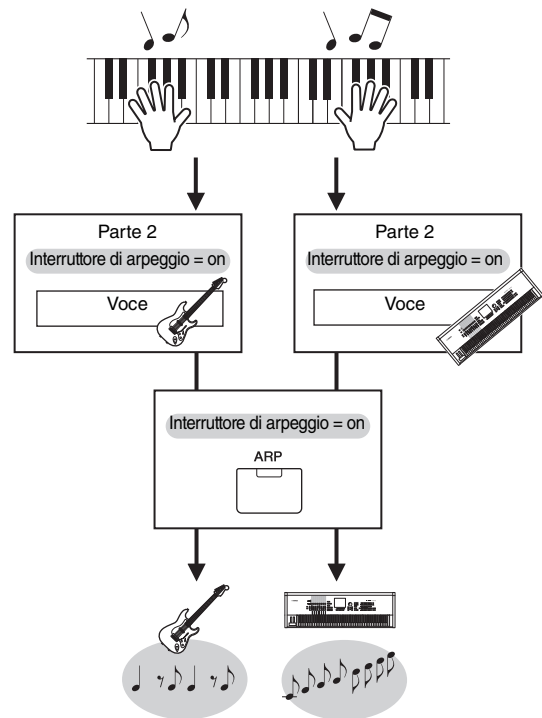 Parte 2
Interruttore di arpeggio = on
Voce
Parte 2
Interruttore di arpeggio = on
Voce
Interruttore di arpeggio = on
ARP